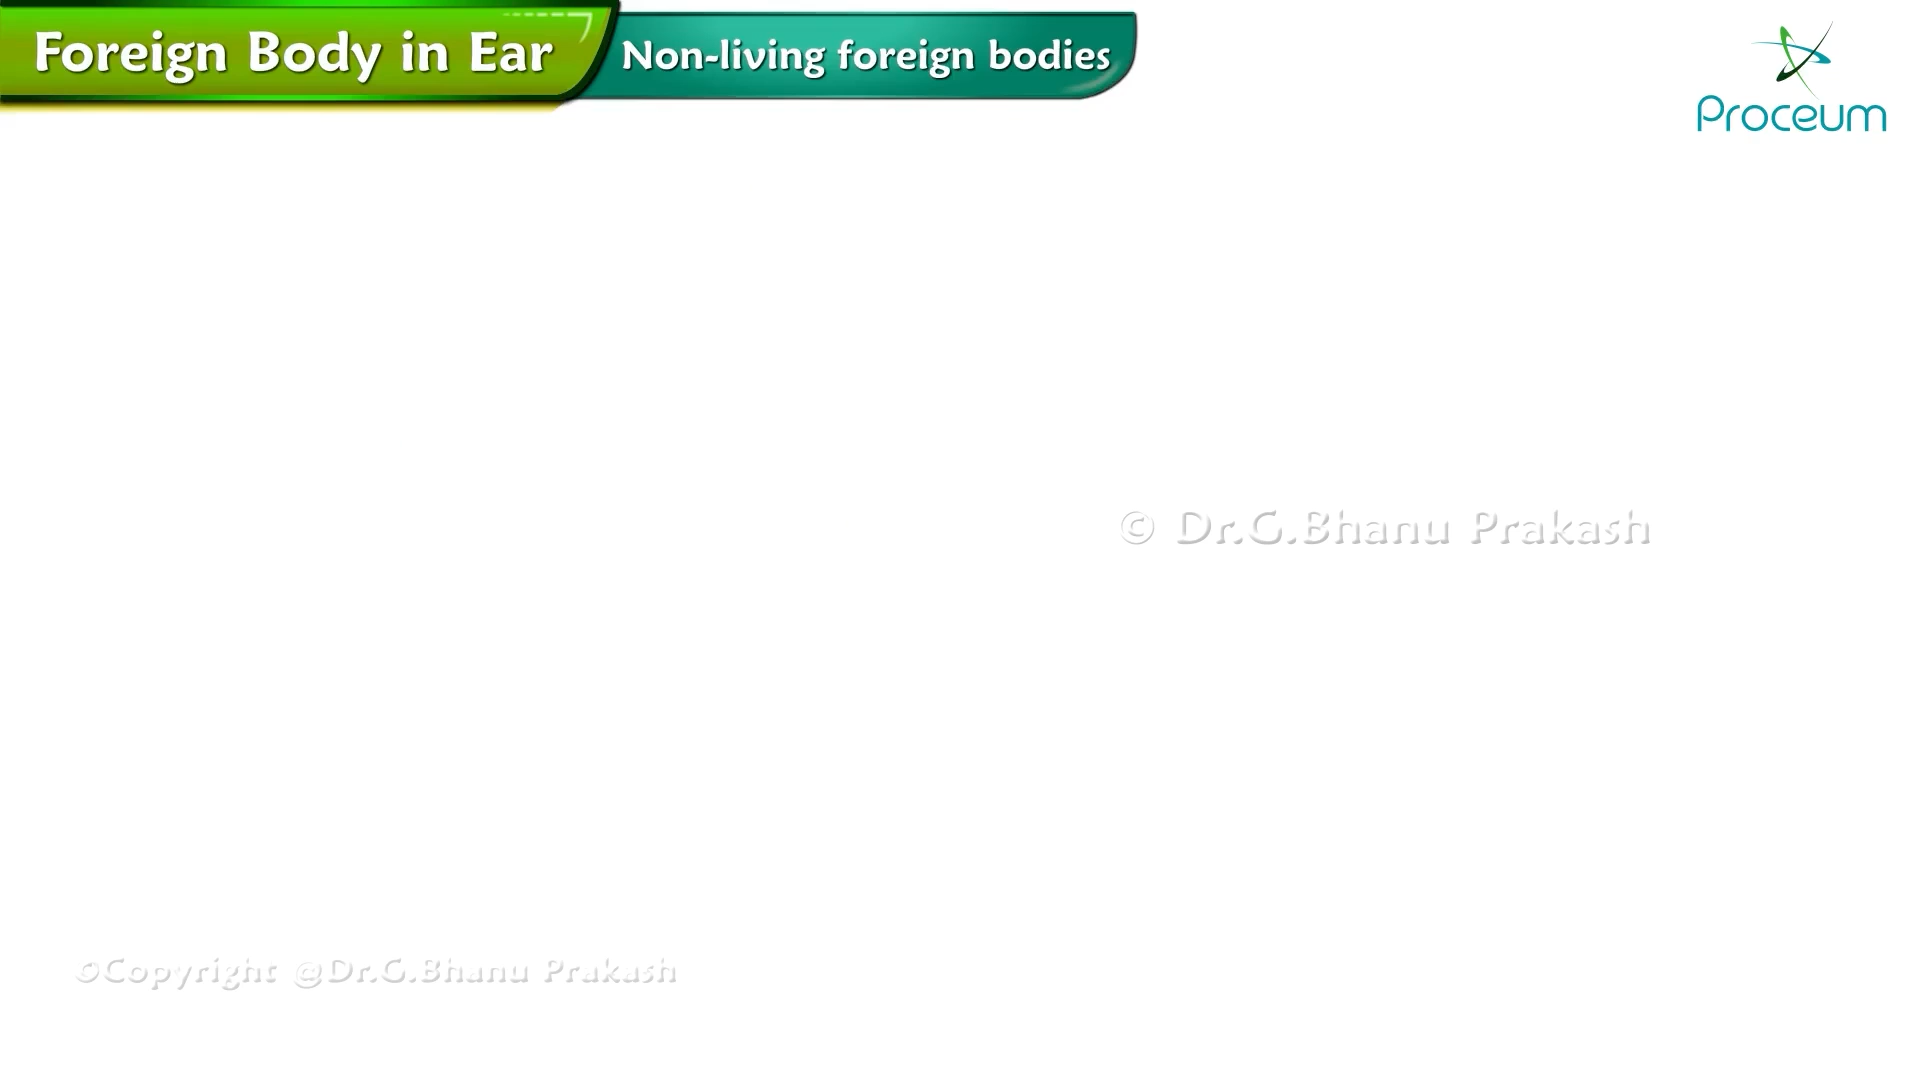 Foreign Body in Ear
Non-living foreign bodies
Proceum
© Dr.G.Bhanu Prakash
©Copyright @Dr.G.Bhanu Prakash